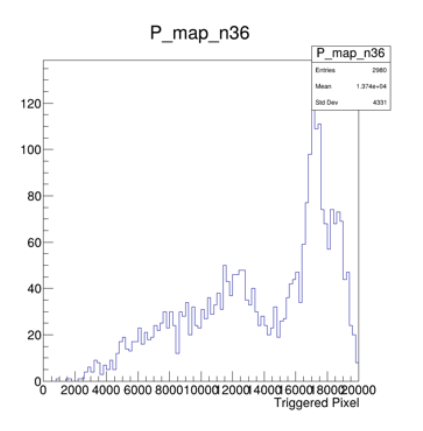 P_map_n36
P_map_n36
Entries 2980
Mean 1.374e+04
Std Dev 4331
120
100
80
60
40
20
0
0 2000 4000 6000 8000 10000 12000 14000 16000 18000 20000
Triggered Pixel